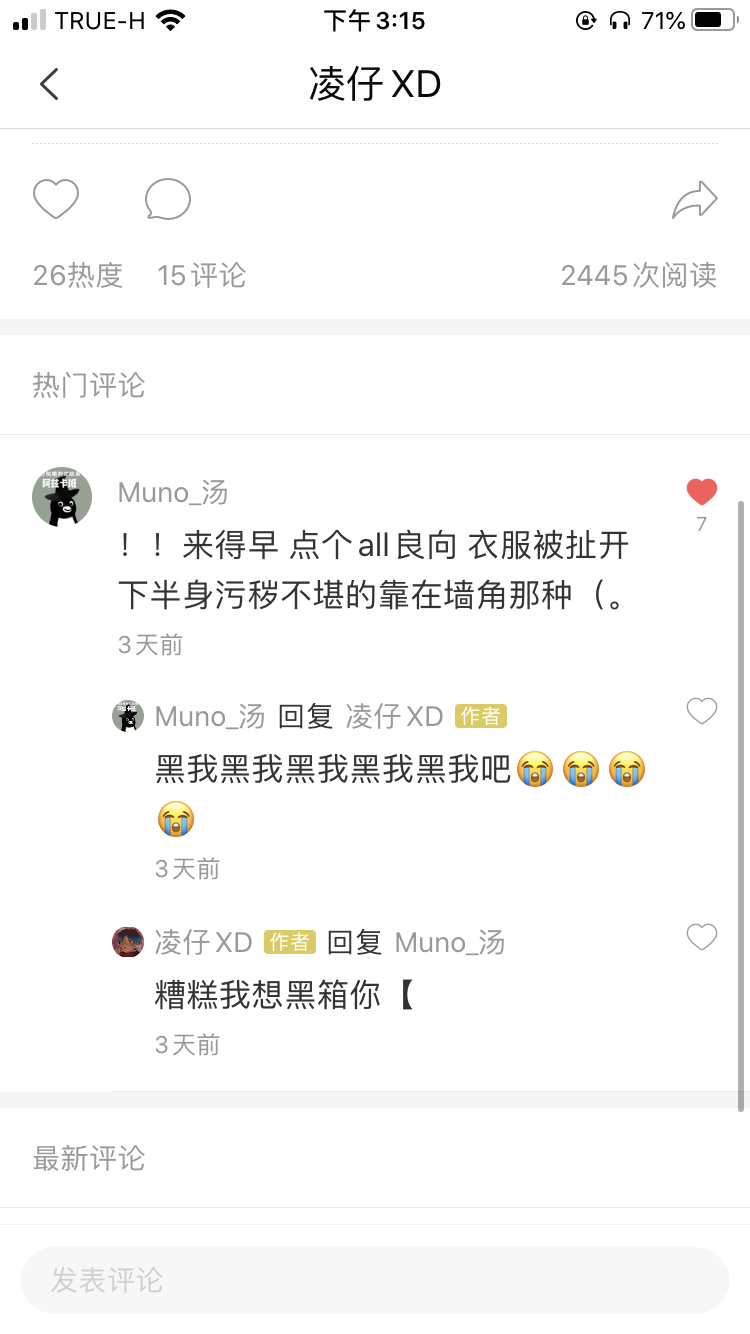 TRUE-H 下午3:15 71%
凌仔XD
26热度 15评论 2445次阅读
热门评论
阿兹卡班
Muno_汤
7
！！来得早 点个all良向 衣服被扯开
下半身污秽不堪的靠在墙角那种（。
3天前
Muno_汤 回复 凌仔XD 作者
黑我黑我黑我黑我黑我吧😭😭😭
😭
3天前
凌仔XD 作者 回复 Muno_汤
糟糕我想黑箱你【
3天前
最新评论
发表评论